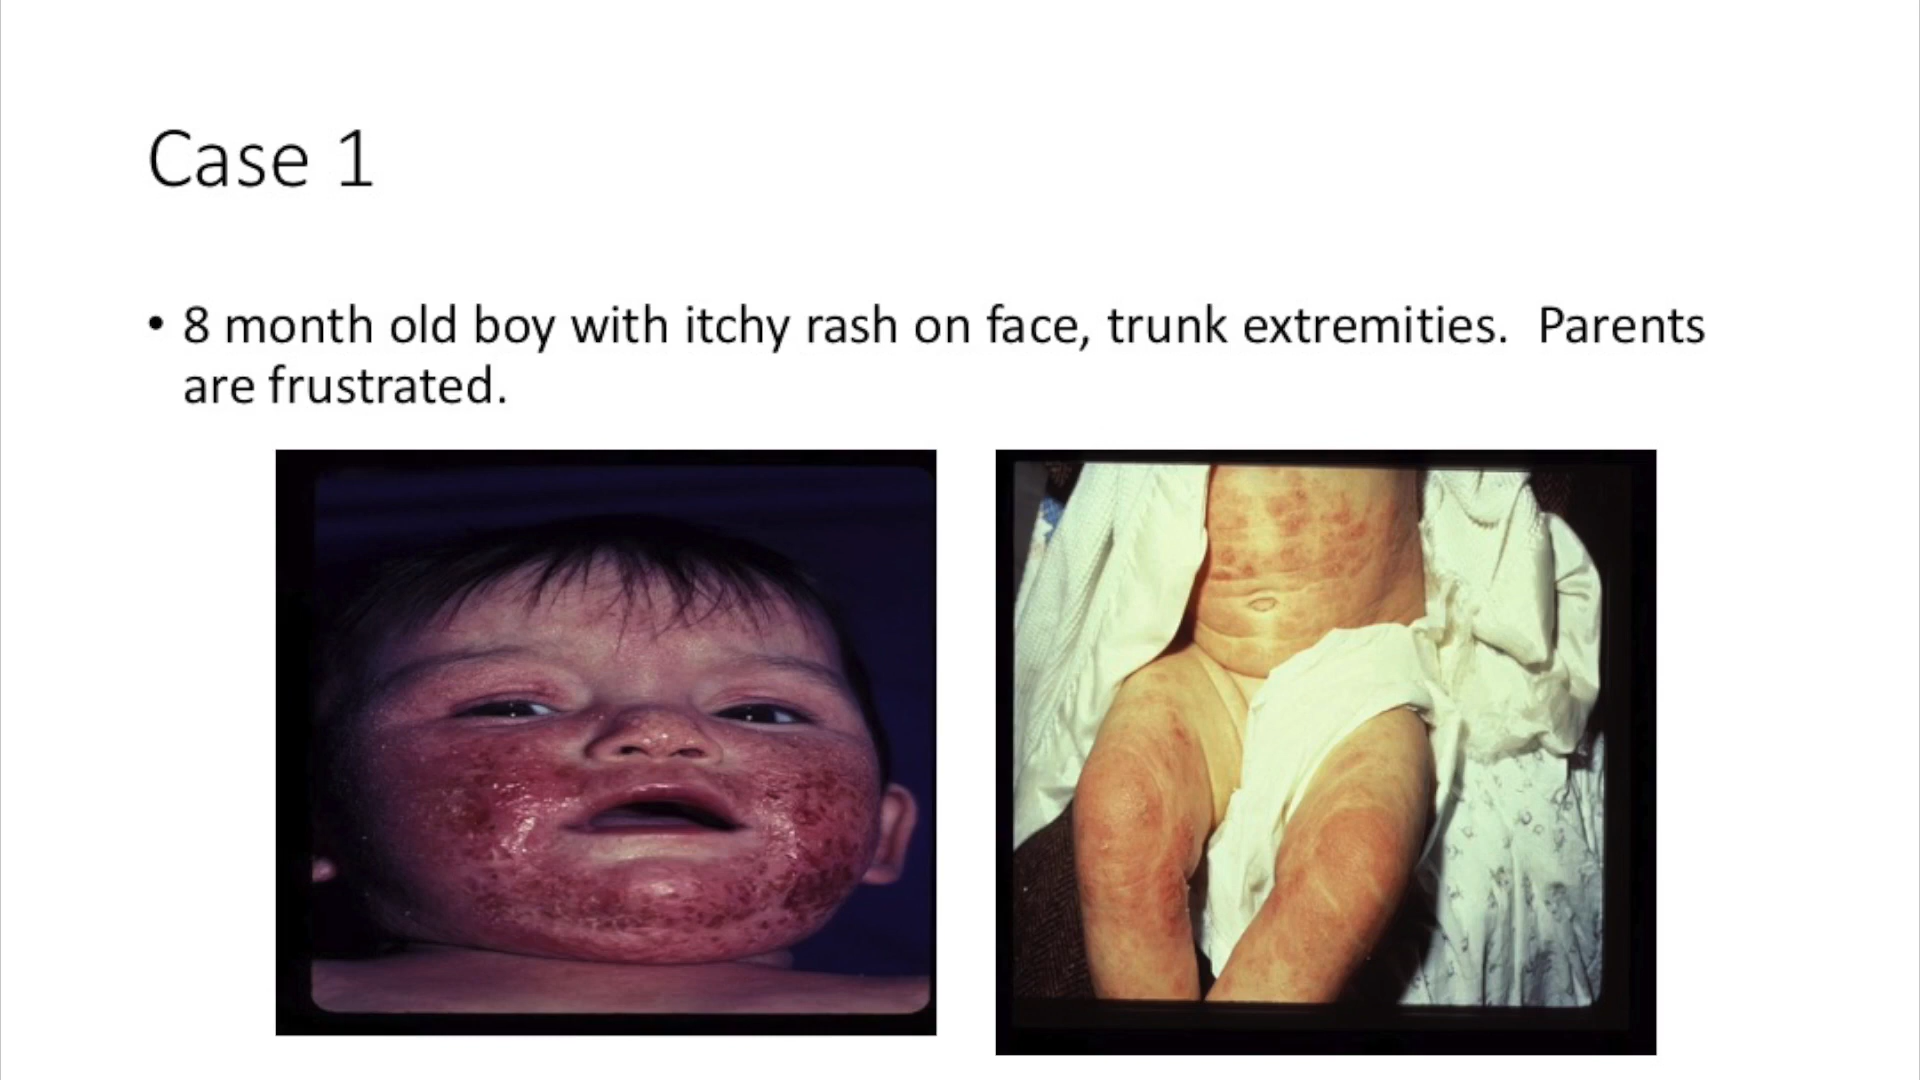 Case 1
• 8 month old boy with itchy rash on face, trunk extremities.  Parents
are frustrated.